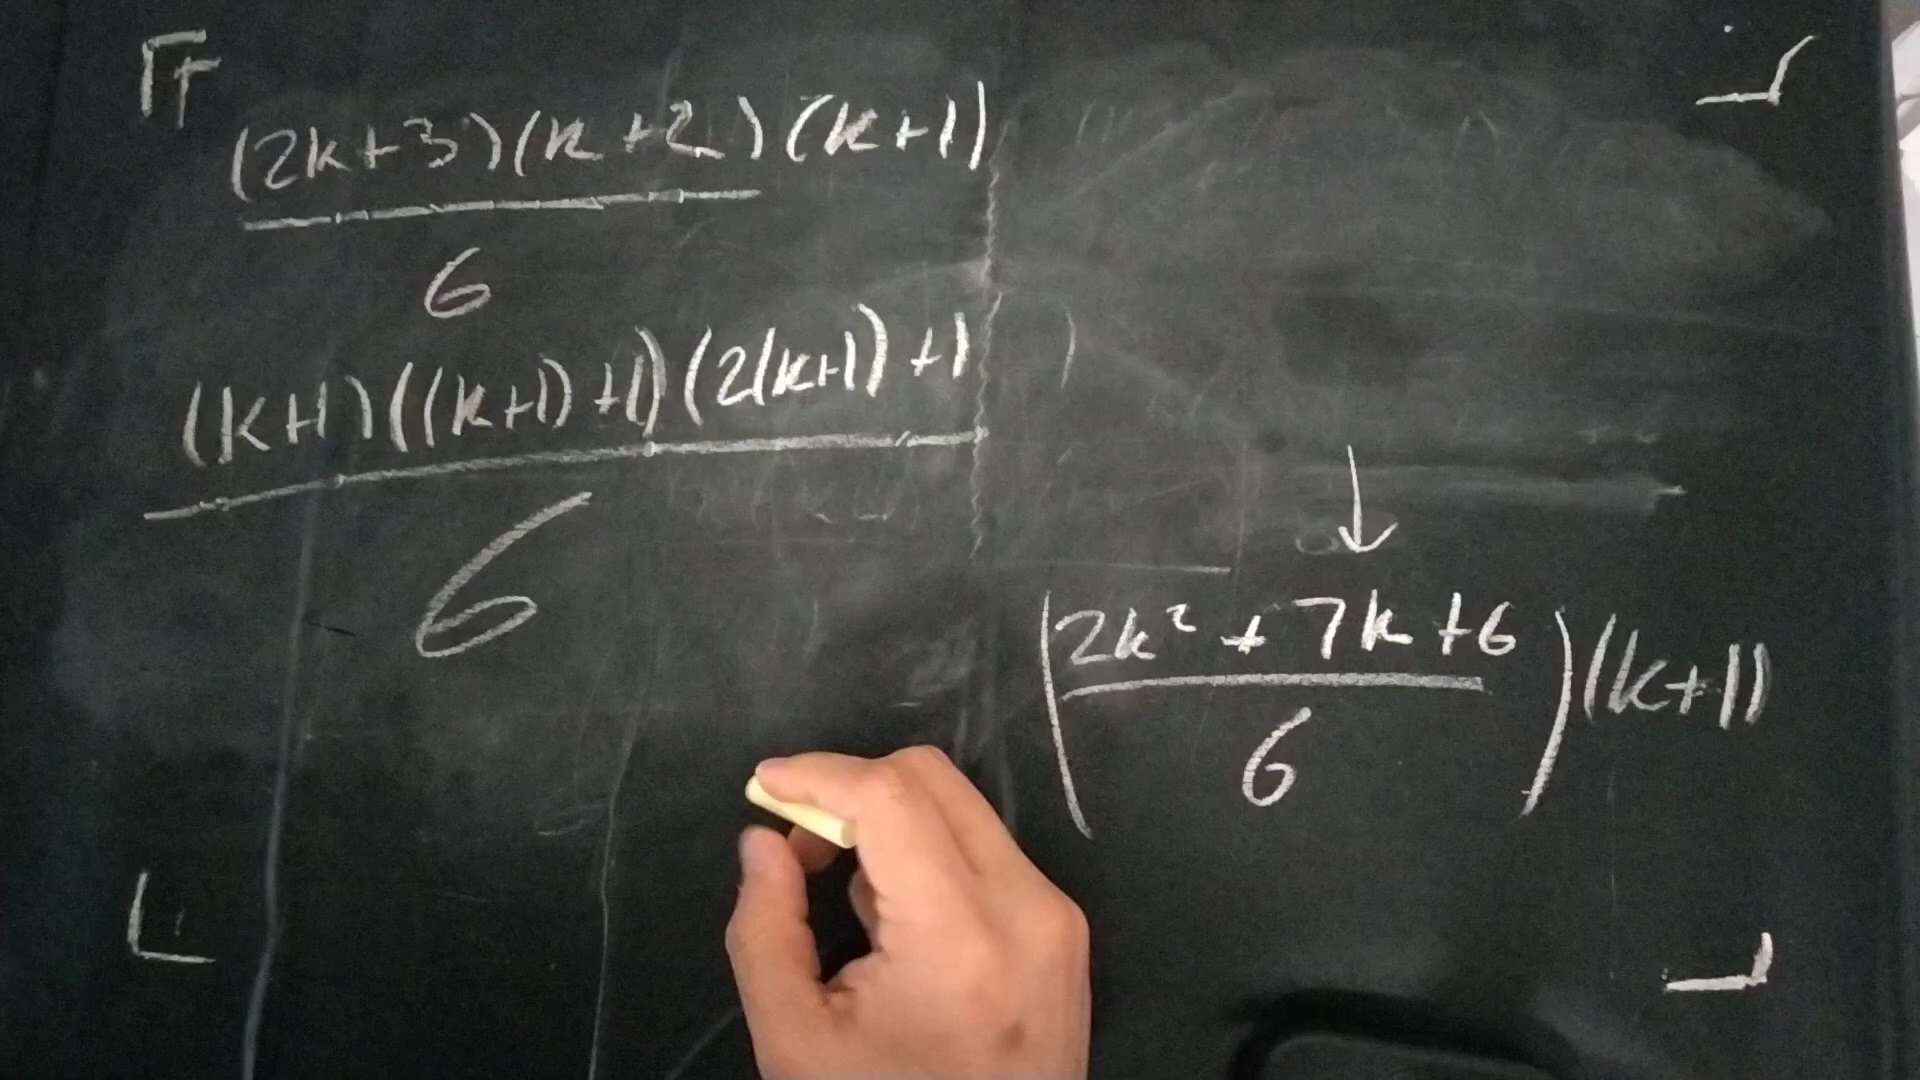 (2k+3)(k+2)(k+1)
6
(k+1)((k+1)+1)(2(k+1)+1
6
(2k²+7k+6)(k+1)
6